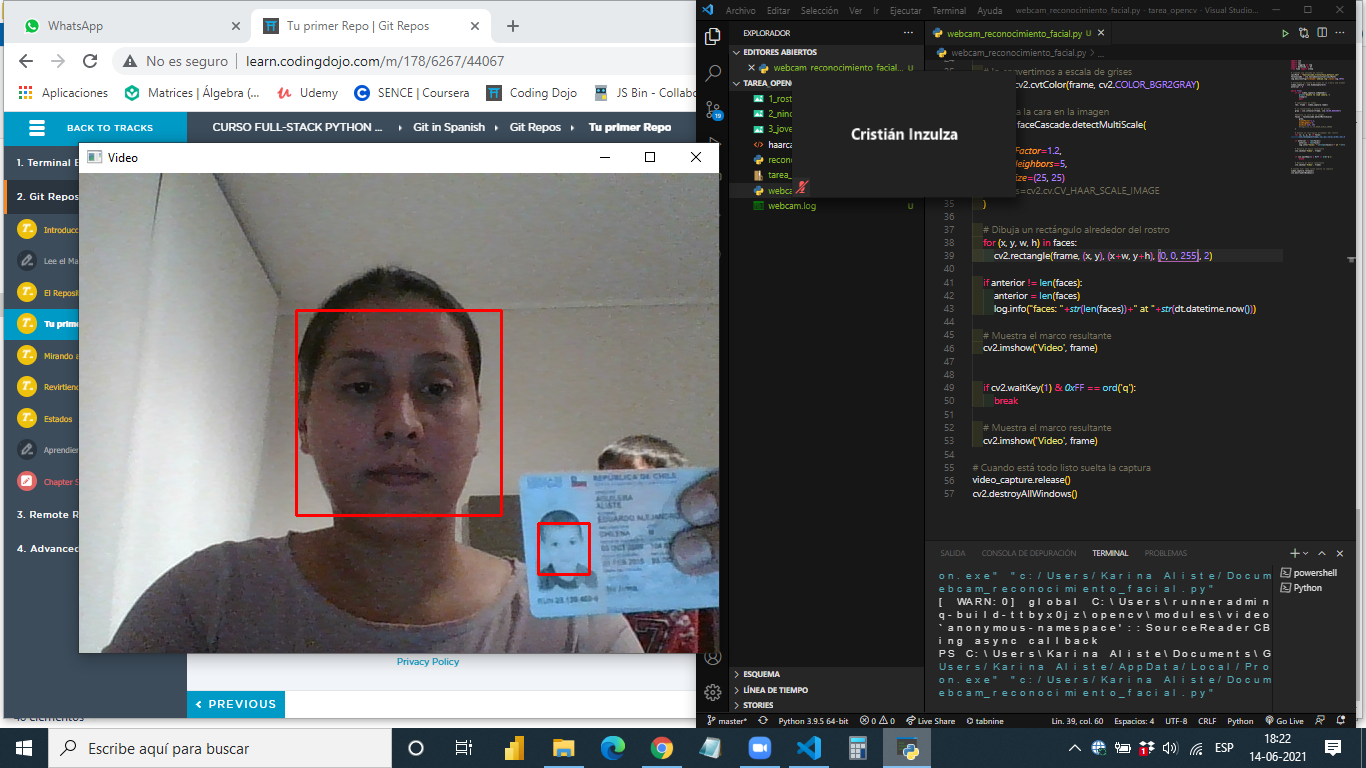 WhatsApp
Tu primer Repo | Git Repos
No es seguro | learn.codingdojo.com/m/178/6267/44067
Aplicaciones
Matrices | Álgebra (...
Udemy
SENCE | Coursera
Coding Dojo
JS Bin - Collabo
BACK TO TRACKS
CURSO FULL-STACK PYTHON ...
Git in Spanish
Git Repos
Tu primer Repo
1. Terminal E
2. Git Repos
Introducc
Lee el Ma
El Reposi
Tu prime
Mirando a
Revirtien
Estados
Aprendien
Chapter S
3. Remote R
4. Advanced
Video
REPUBLICA DE CHILE
AGUILERA
ALISTE
EDUARDO ALEJANDRO
CHILENA
Privacy Policy
PREVIOUS
Archivo Editar Selección Ver Ir Ejecutar Terminal Ayuda
webcam_reconocimiento_facial.py - tarea_opencv - Visual Studio...
EXPLORADOR
EDITORES ABIERTOS
webcam_reconocimiento_facial... U
TAREA_OPENC
1_rost
2_nino
3_jove
haarca
recono
tarea_
webca
webcam.log U
19
Cristián Inzulza
webcam_reconocimiento_facial.py U
webcam_reconocimiento_facial.py > ...
cv2.cvtColor(frame, cv2.COLOR_BGR2GRAY)
a la cara en la imagen
faceCascade.detectMultiScale(
Factor=1.2,
eighbors=5,
ize=(25, 25)
s=cv2.cv.CV_HAAR_SCALE_IMAGE
35 )
36
37 # Dibuja un rectángulo alrededor del rostro
38 for (x, y, w, h) in faces:
39 cv2.rectangle(frame, (x, y), (x+w, y+h), (0, 0, 255), 2)
40
41 if anterior != len(faces):
42 anterior = len(faces)
43 log.info("faces: "+str(len(faces))+" at "+str(dt.datetime.now()))
44
45 # Muestra el marco resultante
46 cv2.imshow('Video', frame)
47
48
49 if cv2.waitKey(1) & 0xFF == ord('q'):
50 break
51
52 # Muestra el marco resultante
53 cv2.imshow('Video', frame)
54
55 # Cuando está todo listo suelta la captura
56 video_capture.release()
57 cv2.destroyAllWindows()
SALIDA CONSOLA DE DEPURACIÓN TERMINAL PROBLEMAS
powershell
Python
on.exe" "c:/Users/Karina Aliste/Docum
ebcam_reconocimiento_facial.py"
[ WARN:0] global C:\Users\runneradmin
q-build-ttbyx0jz\opencv\modules\video
`anonymous-namespace'::SourceReaderCB
ing async callback
PS C:\Users\Karina Aliste\Documents\G
Users/Karina Aliste/AppData/Local/Pro
on.exe" "c:/Users/Karina Aliste/Docum
ebcam_reconocimiento_facial.py"
ESQUEMA
LÍNEA DE TIEMPO
STORIES
master* Python 3.9.5 64-bit 0 0 Live Share tabnine
Lín. 39, col. 60 Espacios: 4 UTF-8 CRLF Python Go Live
Escribe aquí para buscar
ESP
18:22
14-06-2021